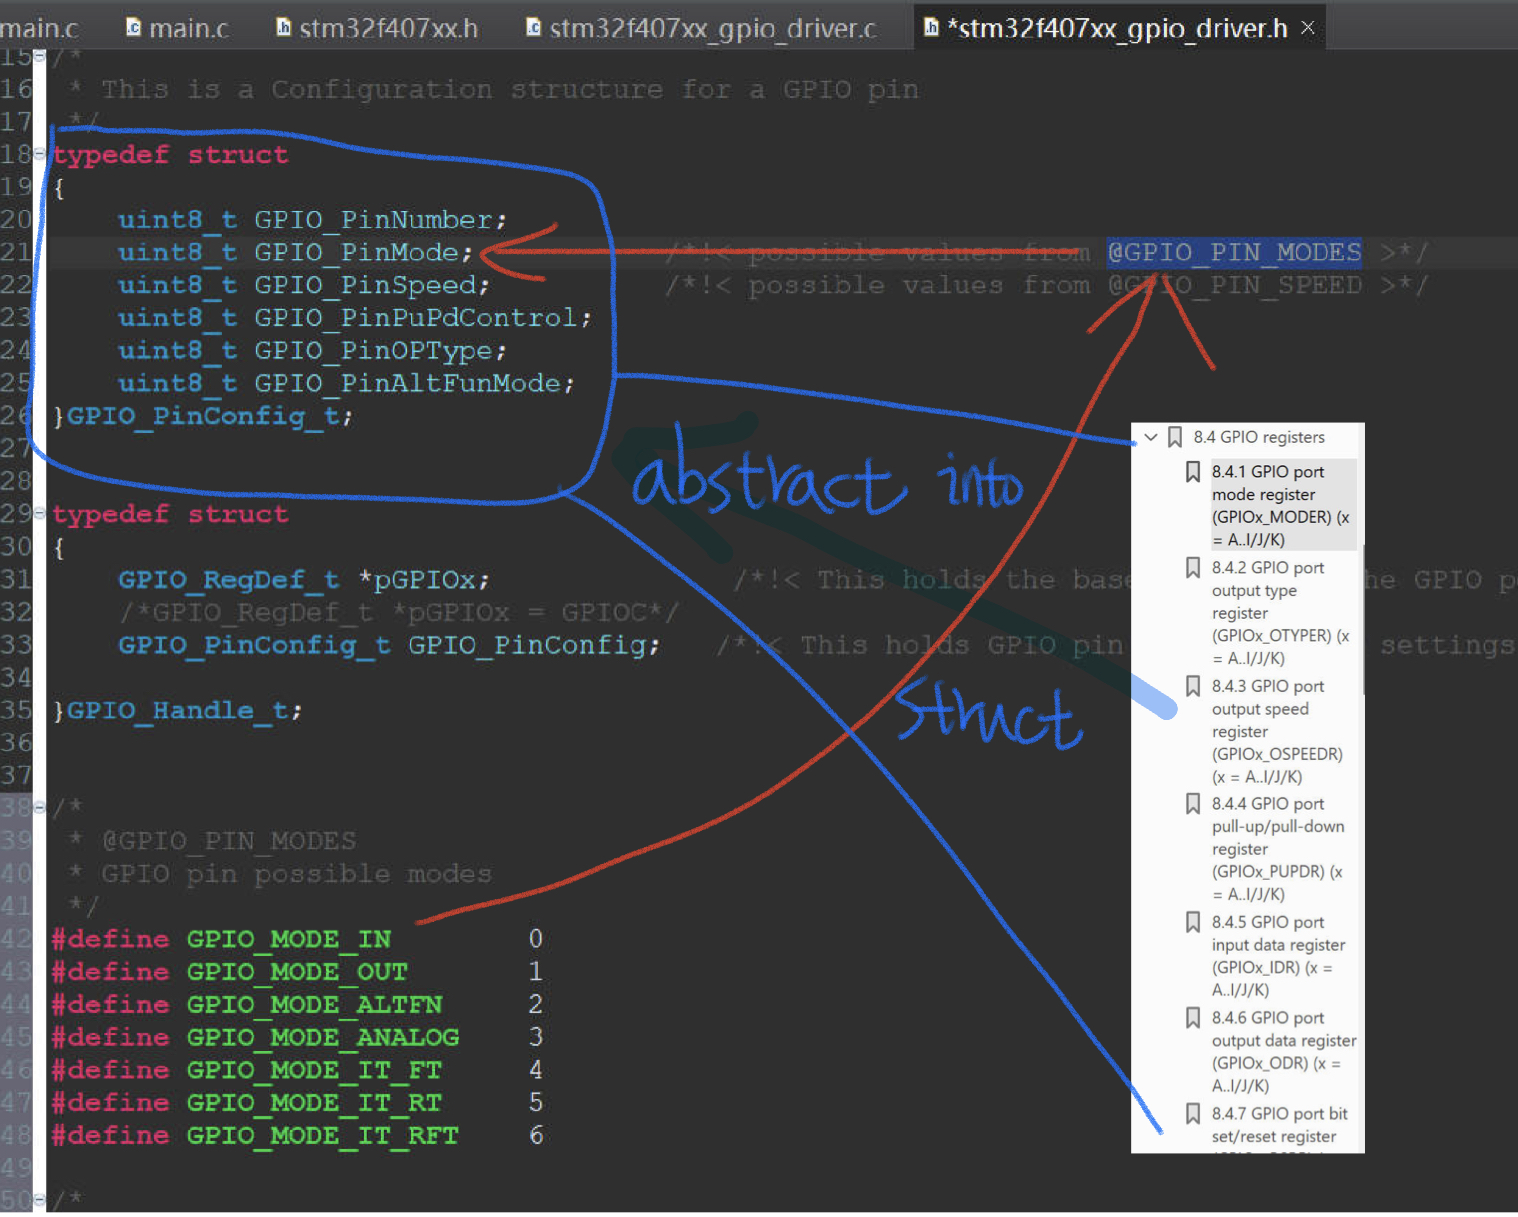 main.c
main.c
stm32f407xx.h
stm32f407xx_gpio_driver.c
*stm32f407xx_gpio_driver.h
15 /*
16 * This is a Configuration structure for a GPIO pin
17 */
18 typedef struct
19 {
20 uint8_t GPIO_PinNumber;
21 uint8_t GPIO_PinMode; /*!< possible values from @GPIO_PIN_MODES >*/
22 uint8_t GPIO_PinSpeed; /*!< possible values from @GPIO_PIN_SPEED >*/
23 uint8_t GPIO_PinPuPdControl;
24 uint8_t GPIO_PinOPType;
25 uint8_t GPIO_PinAltFunMode;
26 }GPIO_PinConfig_t;
27
28
29 typedef struct
30 {
31 GPIO_RegDef_t *pGPIOx; /*!< This holds the base he GPIO p
32 /*GPIO_RegDef_t *pGPIOx = GPIOC*/
33 GPIO_PinConfig_t GPIO_PinConfig; /*!< This holds GPIO pin settings
34
35 }GPIO_Handle_t;
36
37
38 /*
39 * @GPIO_PIN_MODES
40 * GPIO pin possible modes
41 */
42 #define GPIO_MODE_IN 0
43 #define GPIO_MODE_OUT 1
44 #define GPIO_MODE_ALTFN 2
45 #define GPIO_MODE_ANALOG 3
46 #define GPIO_MODE_IT_FT 4
47 #define GPIO_MODE_IT_RT 5
48 #define GPIO_MODE_IT_RFT 6
49
50 /*
abstract into
struct
8.4 GPIO registers
8.4.1 GPIO port
mode register
(GPIOx_MODER) (x
= A..I/J/K)
8.4.2 GPIO port
output type
register
(GPIOx_OTYPER) (x
= A..I/J/K)
8.4.3 GPIO port
output speed
register
(GPIOx_OSPEEDR)
(x = A..I/J/K)
8.4.4 GPIO port
pull-up/pull-down
register
(GPIOx_PUPDR) (x
= A..I/J/K)
8.4.5 GPIO port
input data register
(GPIOx_IDR) (x =
A..I/J/K)
8.4.6 GPIO port
output data register
(GPIOx_ODR) (x =
A..I/J/K)
8.4.7 GPIO port bit
set/reset register